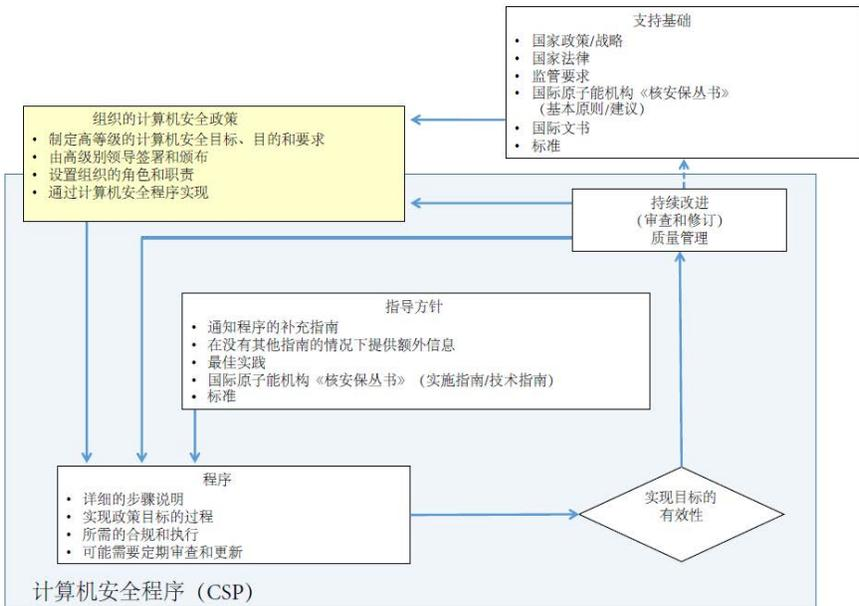 支持基础
• 国家政策/战略
• 国家法律
• 监管要求
• 国际原子能机构《核安保丛书》
（基本原则/建议）
• 国际文书
• 标准
组织的计算机安全政策
• 制定高等级的计算机安全目标、目的和要求
• 由高级别领导签署和颁布
• 设置组织的角色和职责
• 通过计算机安全程序实现
持续改进
（审查和修订）
质量管理
指导方针
• 通知程序的补充指南
• 在没有其他指南的情况下提供额外信息
• 最佳实践
• 国际原子能机构《核安保丛书》（实施指南/技术指南）
• 标准
程序
• 详细的步骤说明
• 实现政策目标的过程
• 所需的合规和执行
• 可能需要定期审查和更新
实现目标的
有效性
计算机安全程序（CSP）